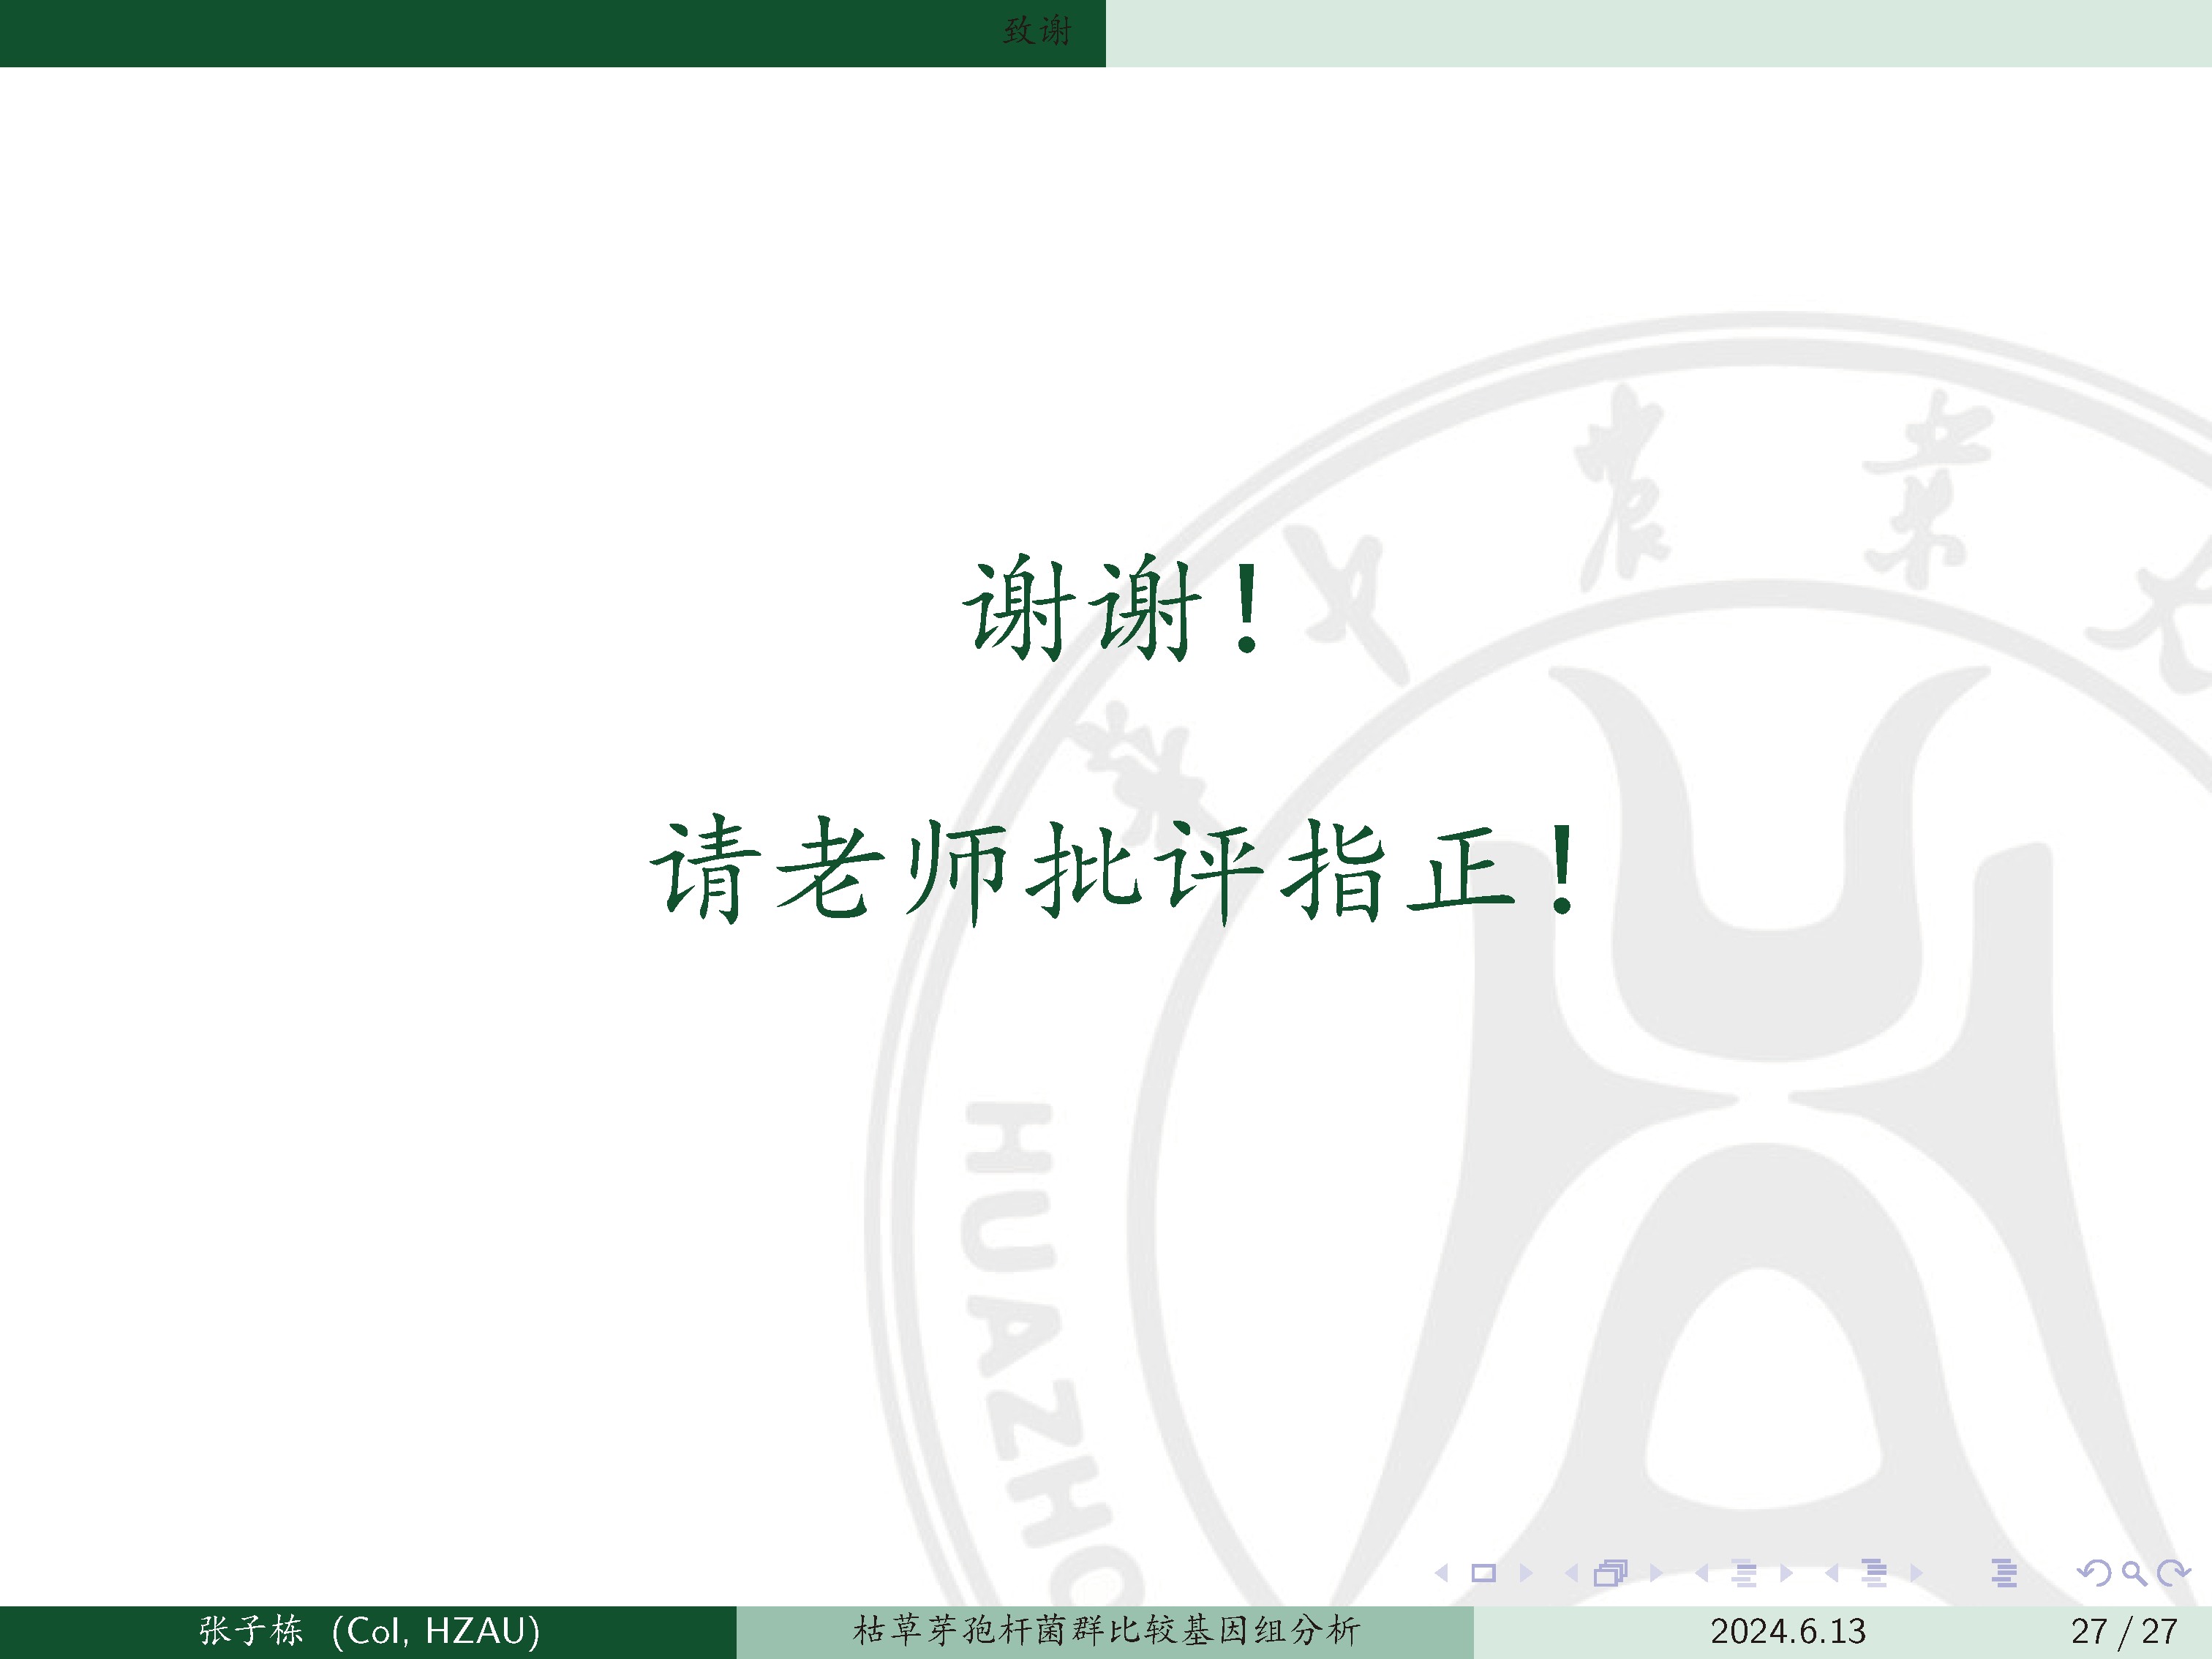 致谢
谢谢！
请老师批评指正！
华中农业大
HUAZHO
张子栋 (CoI, HZAU)
枯草芽孢杆菌群比较基因组分析
2024.6.13
27 / 27